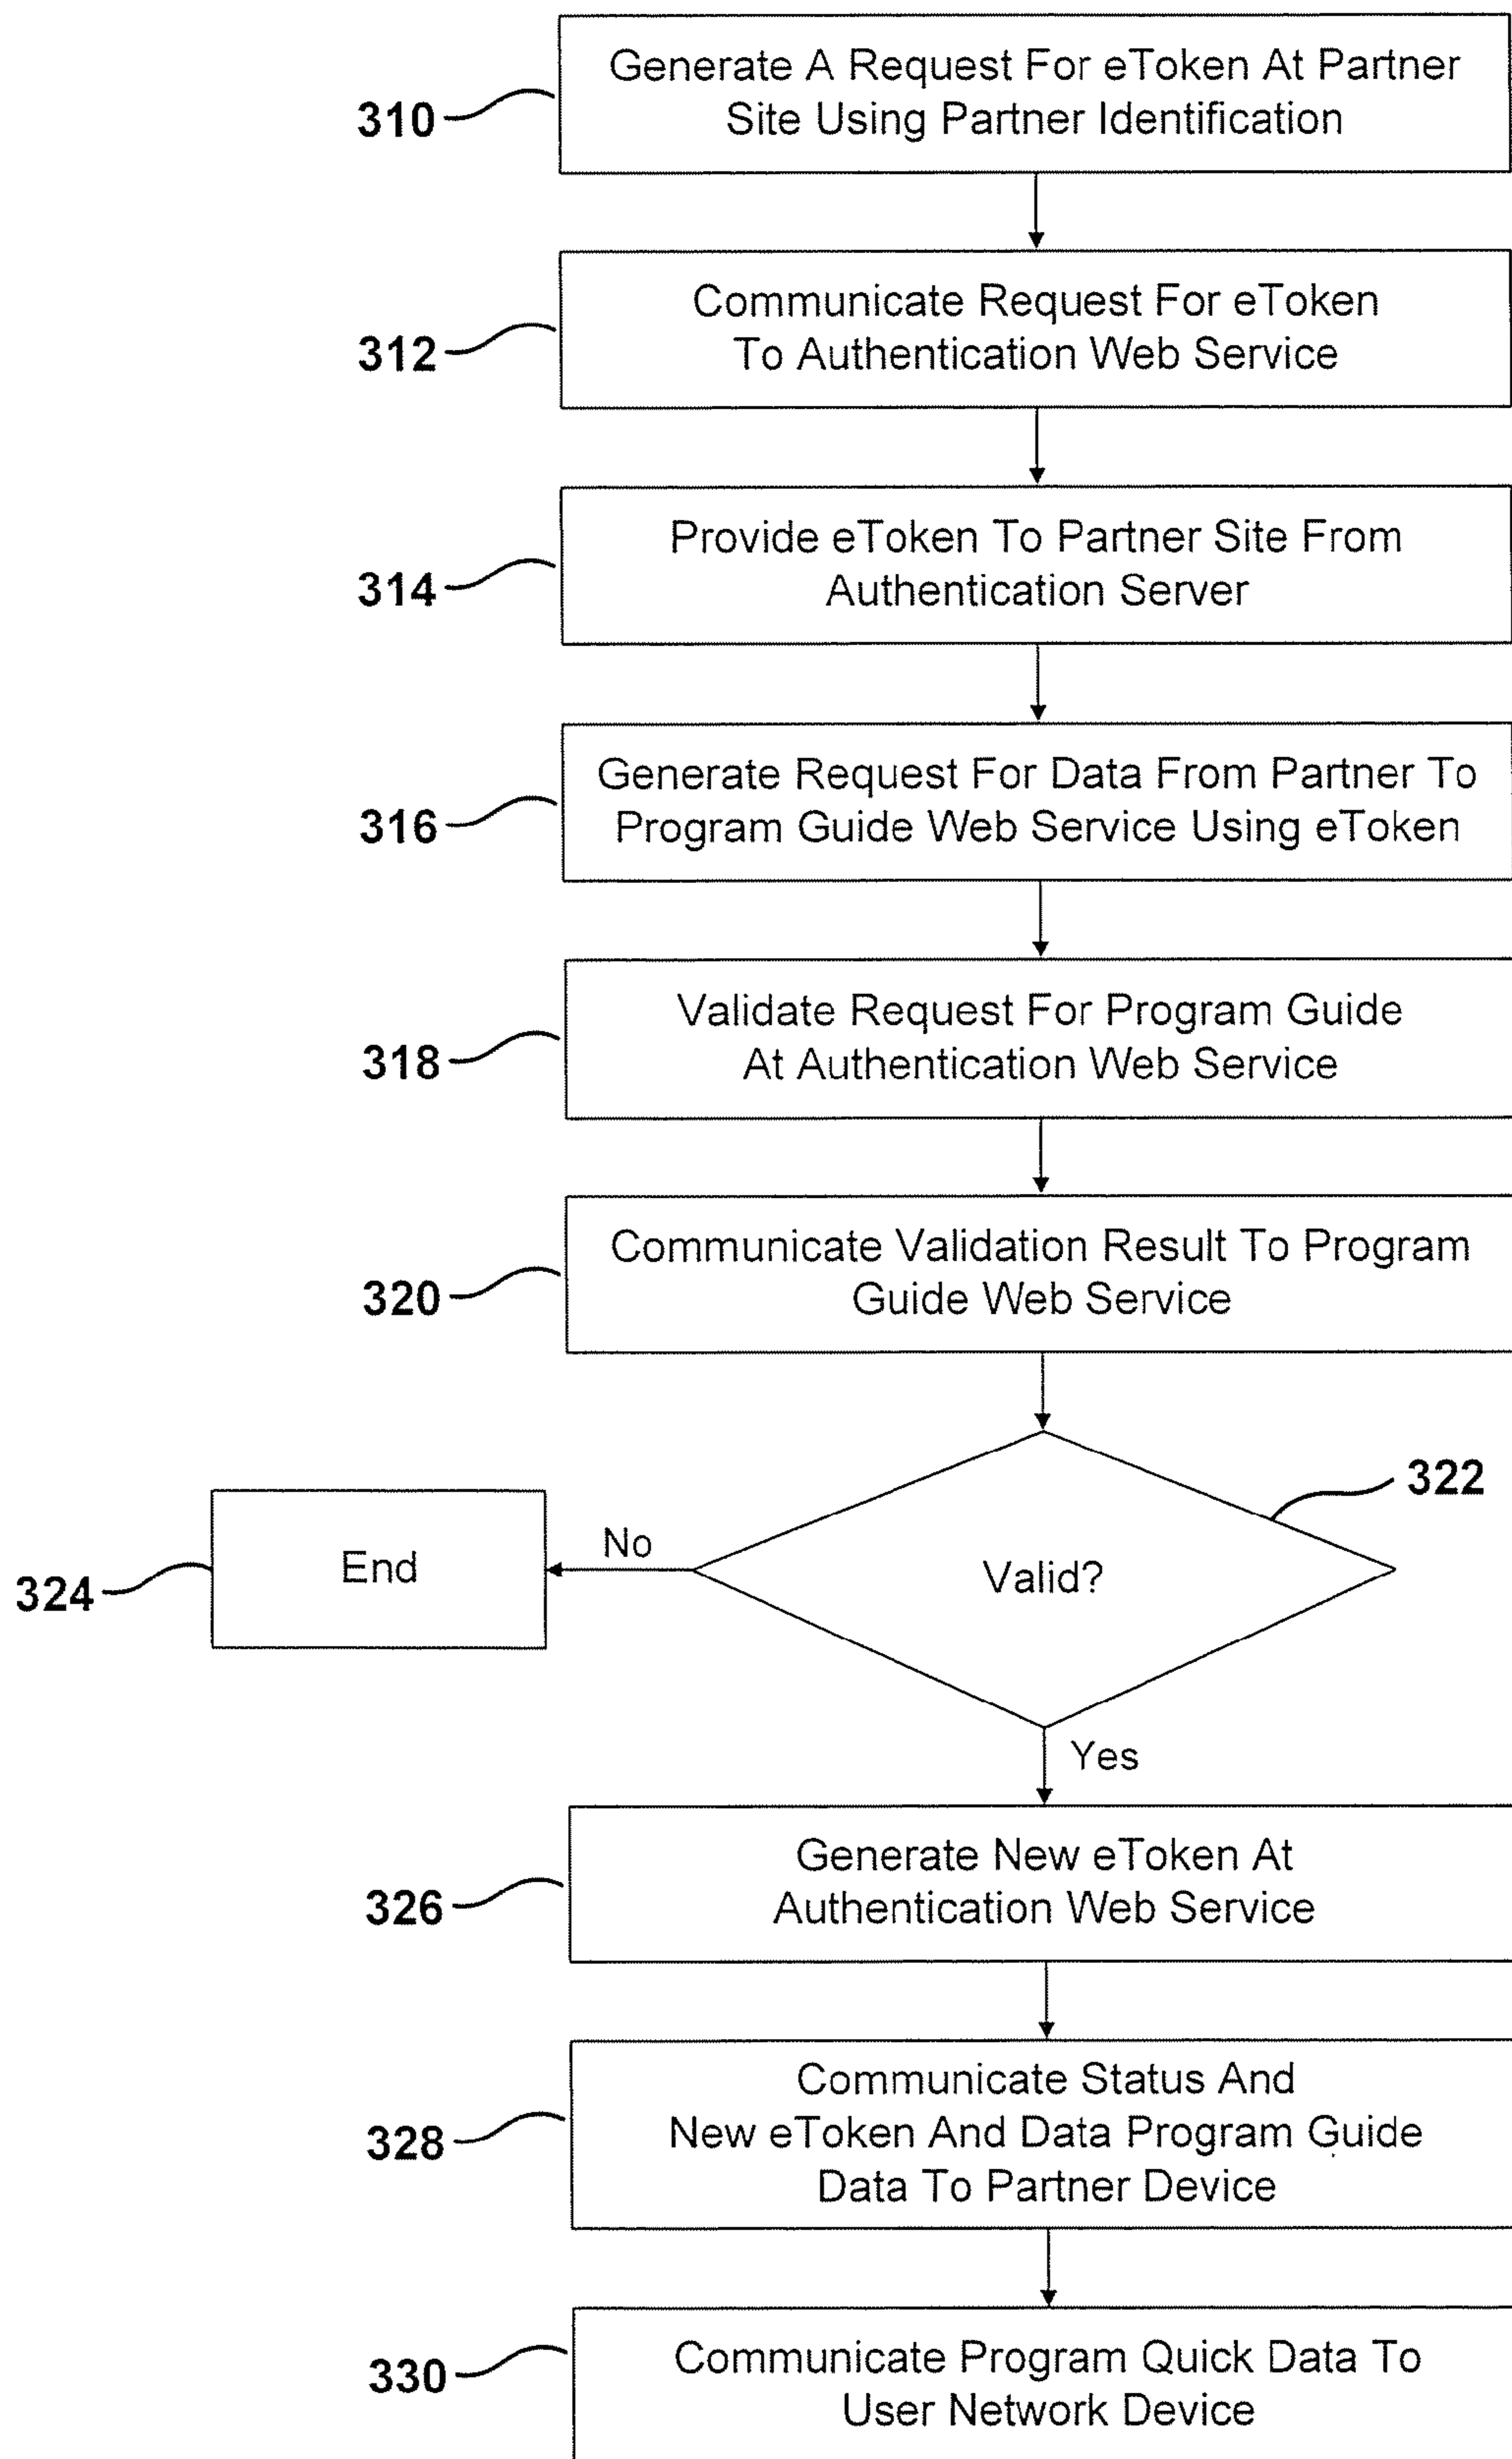 Generate A Request For eToken At Partner
Site Using Partner Identification
310
Communicate Request For eToken
To Authentication Web Service
312
Provide eToken To Partner Site From
Authentication Server
314
Generate Request For Data From Partner To
Program Guide Web Service Using eToken
316
Validate Request For Program Guide
At Authentication Web Service
318
Communicate Validation Result To Program
Guide Web Service
320
322
Valid?
No
End
324
Yes
Generate New eToken At
Authentication Web Service
326
Communicate Status And
New eToken And Data Program Guide
Data To Partner Device
328
Communicate Program Quick Data To
User Network Device
330